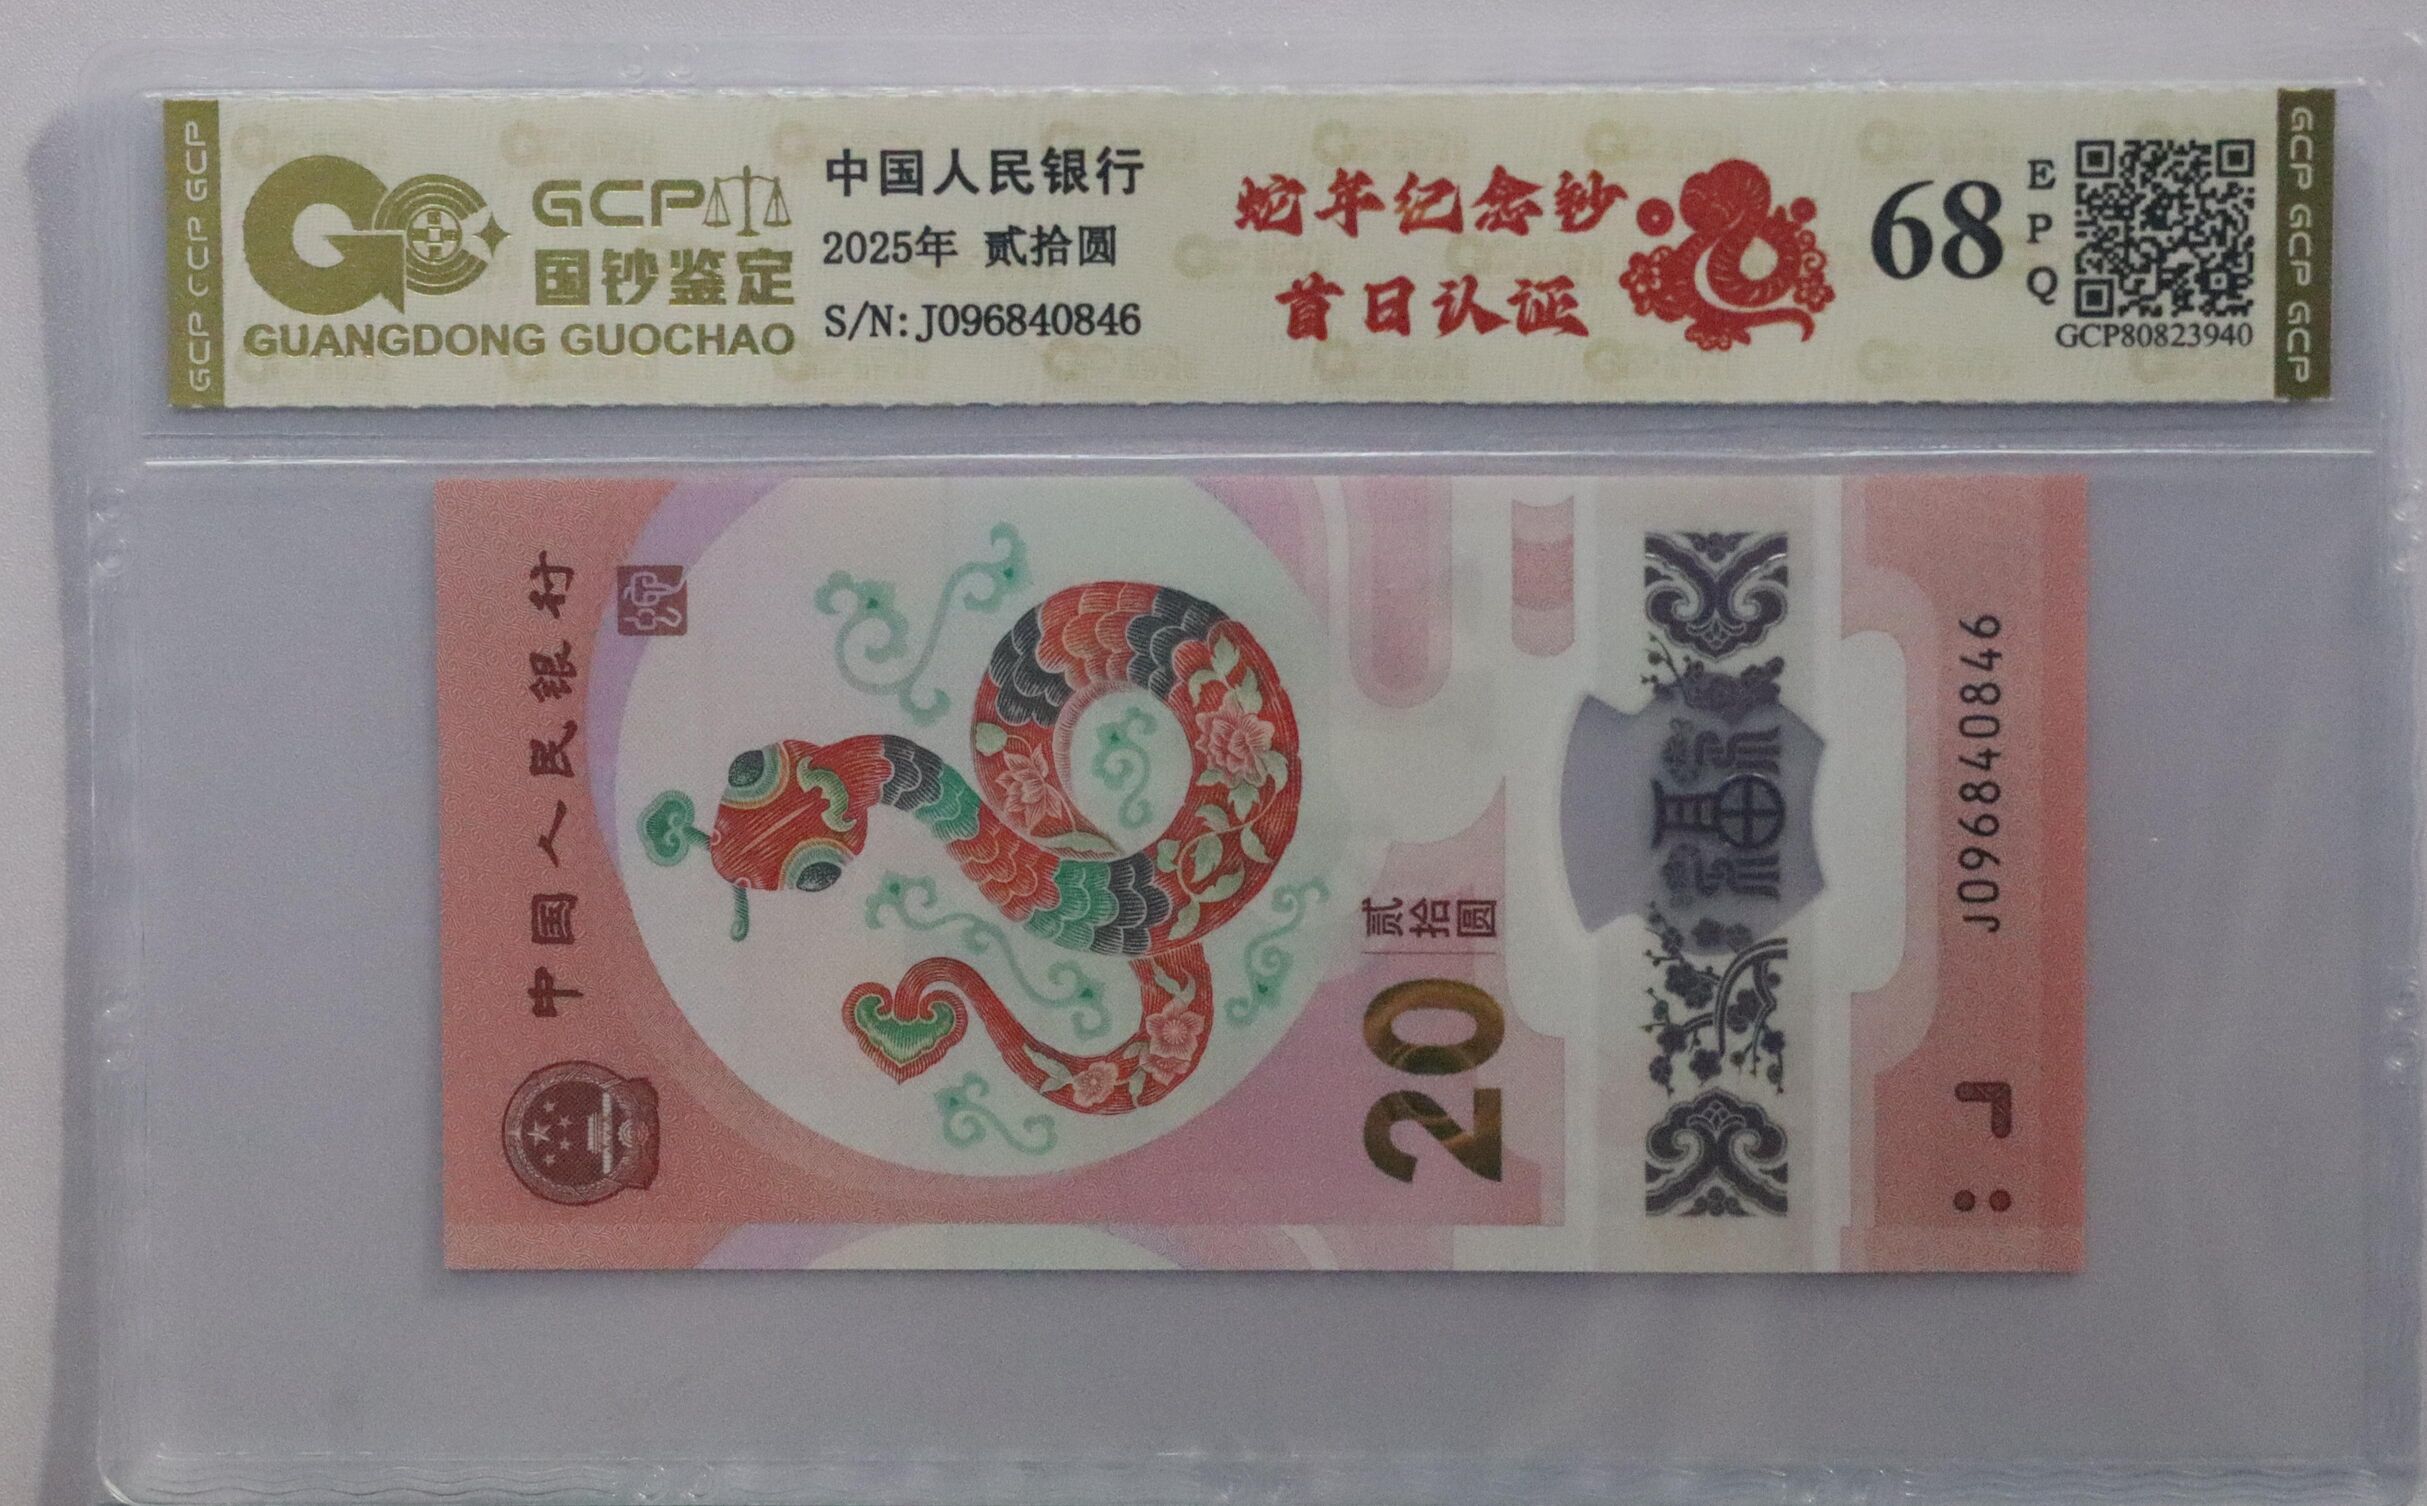 GCP GCP GCP
GCP
国钞鉴定
GUANGDONG GUOCHAO
中国人民银行
2025年 贰拾圆
S/N: J096840846
蛇年纪念钞
首日认证
68
EPQ
GCP80823940
GCP GCP GCP
中国人民银行
贰拾圆
20
福
J096840846